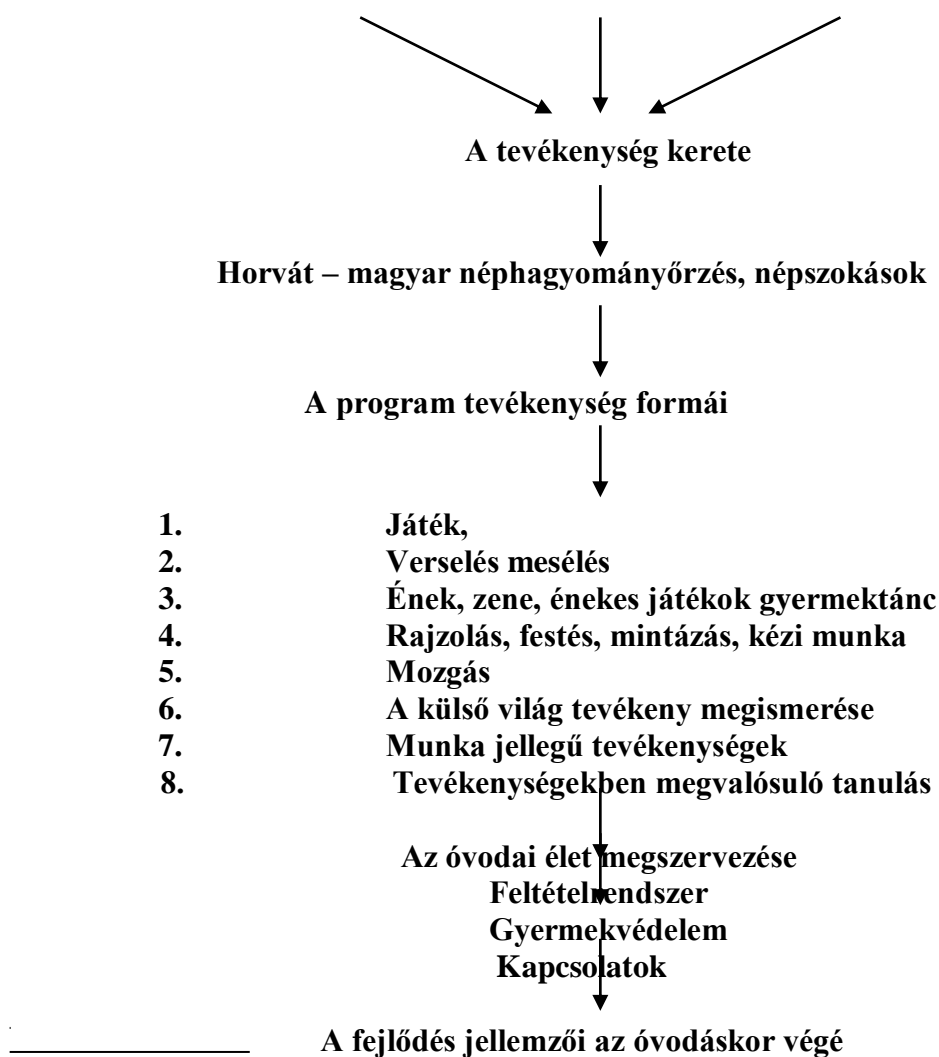 A tevékenység kerete
Horvát – magyar néphagyományőrzés, népszokások
A program tevékenység formái
1. Játék,
2. Verselés mesélés
3. Ének, zene, énekes játékok gyermektánc
4. Rajzolás, festés, mintázás, kézi munka
5. Mozgás
6. A külső világ tevékeny megismerése
7. Munka jellegű tevékenységek
8. Tevékenységekben megvalósuló tanulás
Az óvodai élet megszervezése
Feltételrendszer
Gyermekvédelem
Kapcsolatok
A fejlődés jellemzői az óvodáskor végé